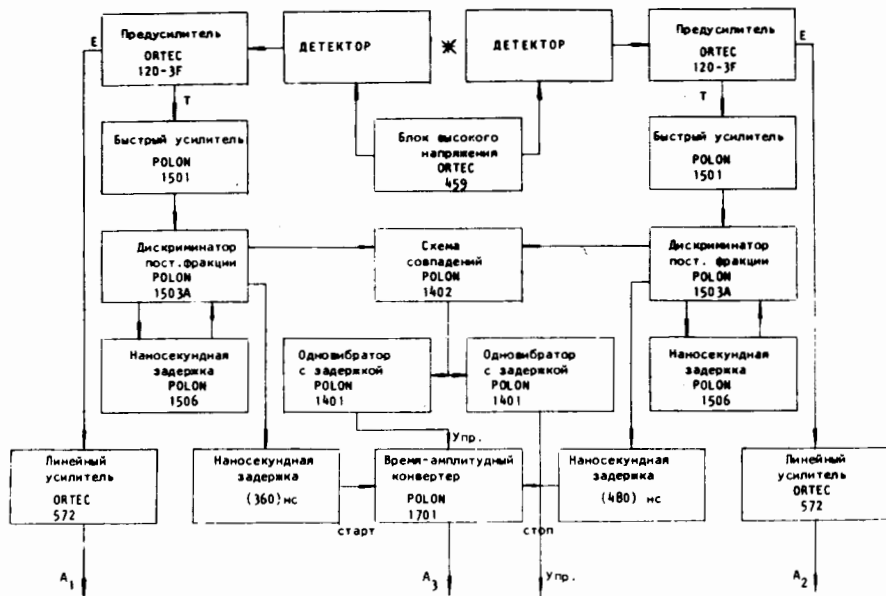 E
Предусилитель
ORTEC
120-3F
ДЕТЕКТОР
ж
ДЕТЕКТОР
Предусилитель
ORTEC
120-3F
E
T
T
Быстрый усилитель
POLON
1501
Блок высокого
напряжения
ORTEC
459
Быстрый усилитель
POLON
1501
Дискриминатор
пост. фракции
POLON
1503A
Схема
совпадений
POLON
1402
Дискриминатор
пост. фракции
POLON
1503A
Наносекундная
задержка
POLON
1506
Одновибратор
с задержкой
POLON
1401
Одновибратор
с задержкой
POLON
1401
Наносекундная
задержка
POLON
1506
Упр.
Линейный
усилитель
ORTEC
572
Наносекундная
задержка
(360)нс
Время-амплитудный
конвертер
POLON
1701
Наносекундная
задержка
(480) нс
Линейный
усилитель
ORTEC
572
старт
стоп
A1
A3
Упр.
A2